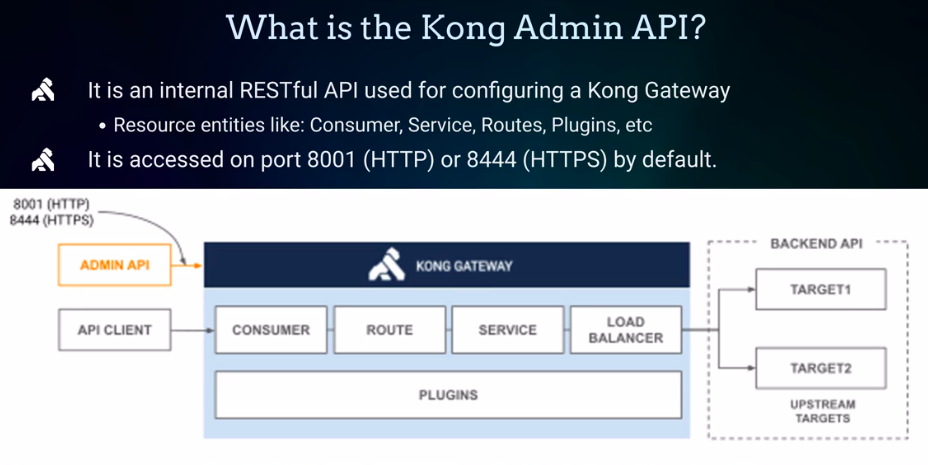 What is the Kong Admin API?
It is an internal RESTful API used for configuring a Kong Gateway
• Resource entities like: Consumer, Service, Routes, Plugins, etc
It is accessed on port 8001 (HTTP) or 8444 (HTTPS) by default.
8001 (HTTP)
8444 (HTTPS)
ADMIN API
KONG GATEWAY
BACKEND API
TARGET1
API CLIENT
CONSUMER
ROUTE
SERVICE
LOAD
BALANCER
TARGET2
PLUGINS
UPSTREAM
TARGETS